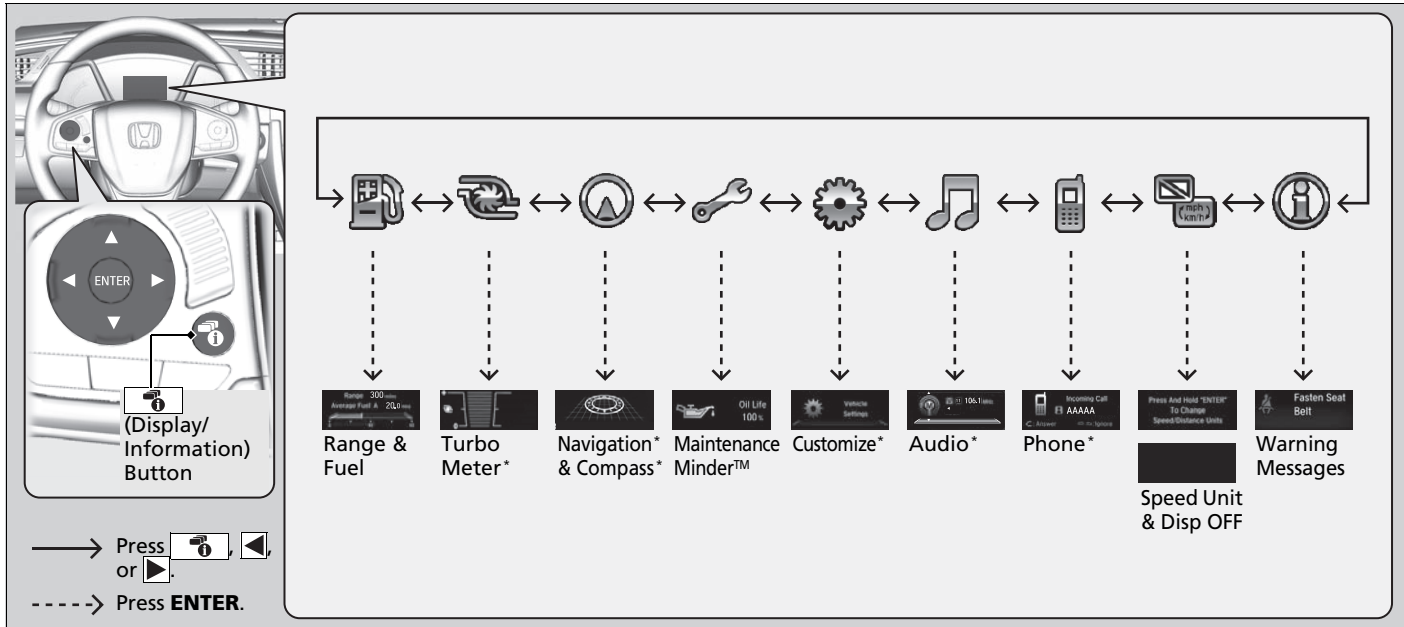 mph
km/h
ENTER
(Display/
Information)
Button
Press , ,
or .
Press ENTER.
Range 300 miles
Average Fuel A 20.0
Range &
Fuel
Turbo
Meter*
Navigation*
& Compass*
Oil Life
100%
Maintenance
Minder™
Vehicle
Settings
Customize*
106.1 MHz
Audio*
Incoming Call
AAAAA
Answer
Ignore
Phone*
Press And Hold "ENTER"
To Change
Speed/Distance Units
Speed Unit
& Disp OFF
Fasten Seat
Belt
Warning
Messages